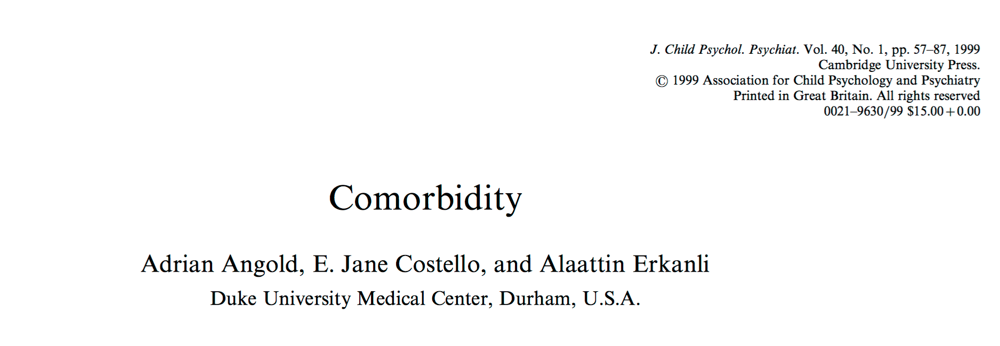 J. Child Psychol. Psychiat. Vol. 40, No. 1, pp. 57–87, 1999
Cambridge University Press.
© 1999 Association for Child Psychology and Psychiatry
Printed in Great Britain. All rights reserved
0021–9630/99 $15.00+0.00
Comorbidity
Adrian Angold, E. Jane Costello, and Alaattin Erkanli
Duke University Medical Center, Durham, U.S.A.